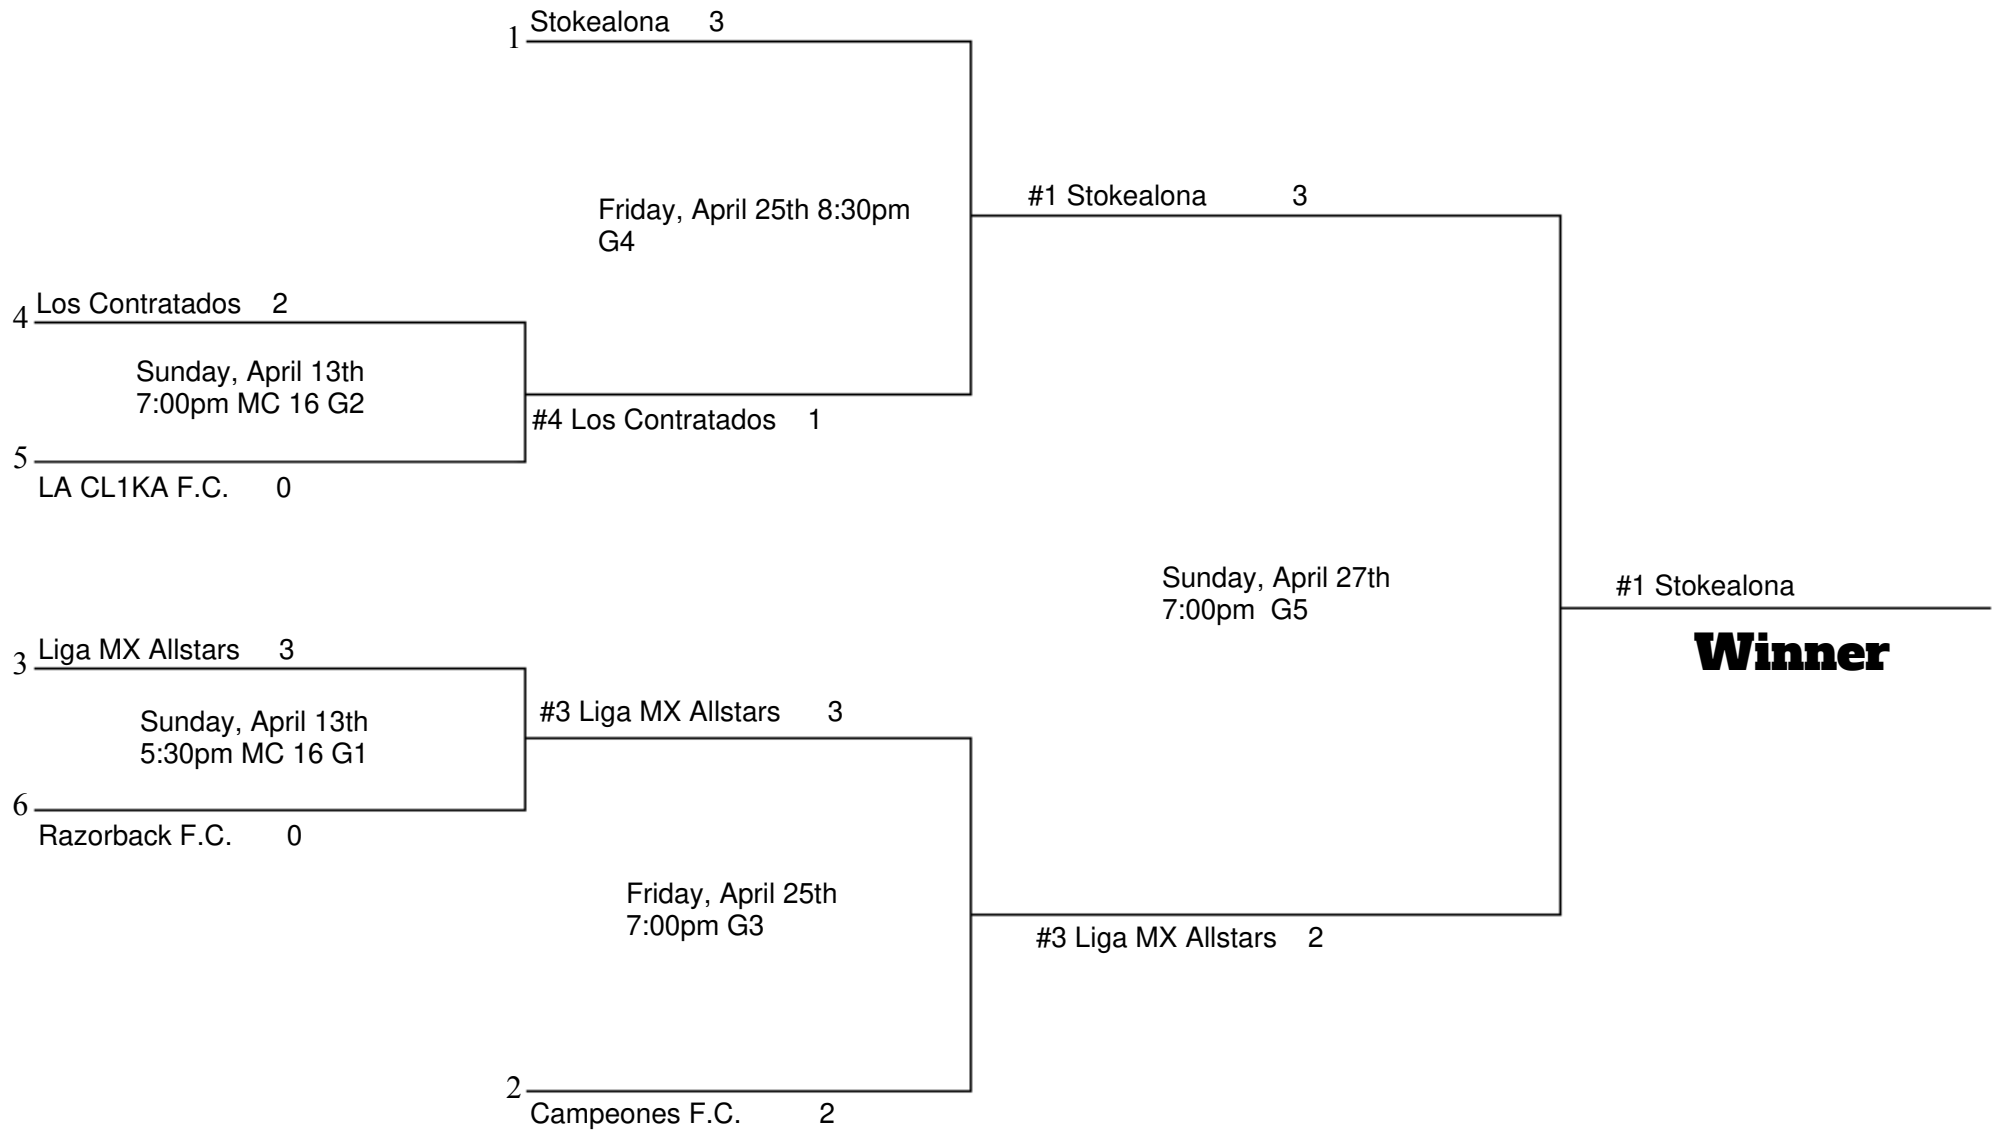 Stokealona 3
1
#1 Stokealona 3
Friday, April 25th 8:30pm
G4
Los Contratados 2
4
Sunday, April 13th
7:00pm MC 16 G2
#4 Los Contratados 1
5
LA CL1KA F.C. 0
Sunday, April 27th
7:00pm G5
#1 Stokealona
Winner
Liga MX Allstars 3
3
#3 Liga MX Allstars 3
Sunday, April 13th
5:30pm MC 16 G1
6
Razorback F.C. 0
Friday, April 25th
7:00pm G3
#3 Liga MX Allstars 2
2
Campeones F.C. 2